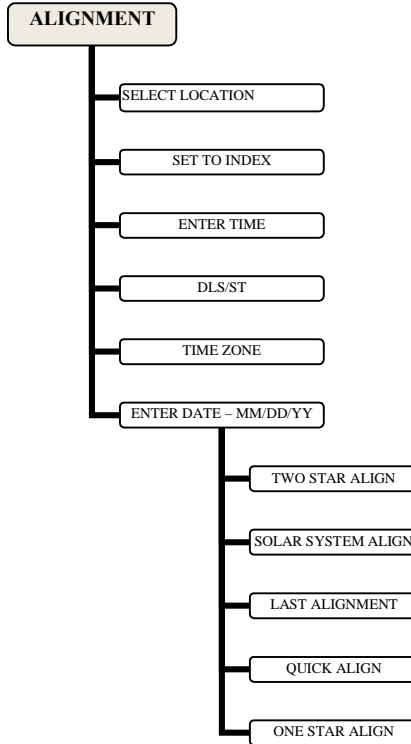 ALIGNMENT
SELECT LOCATION
SET TO INDEX
ENTER TIME
DLS/ST
TIME ZONE
ENTER DATE – MM/DD/YY
TWO STAR ALIGN
SOLAR SYSTEM ALIGN
LAST ALIGNMENT
QUICK ALIGN
ONE STAR ALIGN